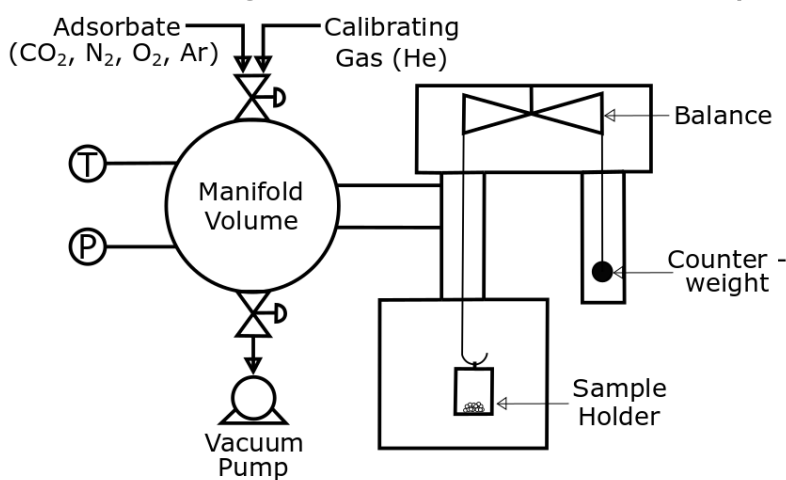 Adsorbate
(CO₂, N₂, O₂, Ar)
Calibrating
Gas (He)
Balance
T
Manifold
Volume
P
Counter -
weight
Sample
Holder
Vacuum
Pump